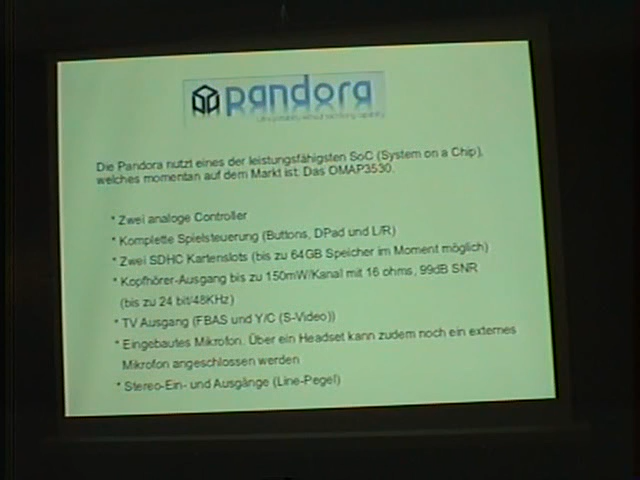 pandora
Die Pandora nutzt eines der leistungsfähigsten SoC (System on a Chip),
welches momentan auf dem Markt ist. Das OMAP3530.
* Zwei analoge Controller
* Komplette Spielsteuerung (Buttons, DPad und L/R)
* Zwei SDHC Kartenslots (bis zu 64GB Speicher im Moment möglich)
* Kopfhörer-Ausgang bis zu 150mW/Kanal mit 16 ohms, 99dB SNR
(bis zu 24 bit/48KHz)
* TV Ausgang (FBAS und Y/C (S-Video))
* Eingebautes Mikrofon. Über ein Headset kann zudem noch ein externes
Mikrofon angeschlossen werden
* Stereo-Ein- und Ausgänge (Line-Pegel)